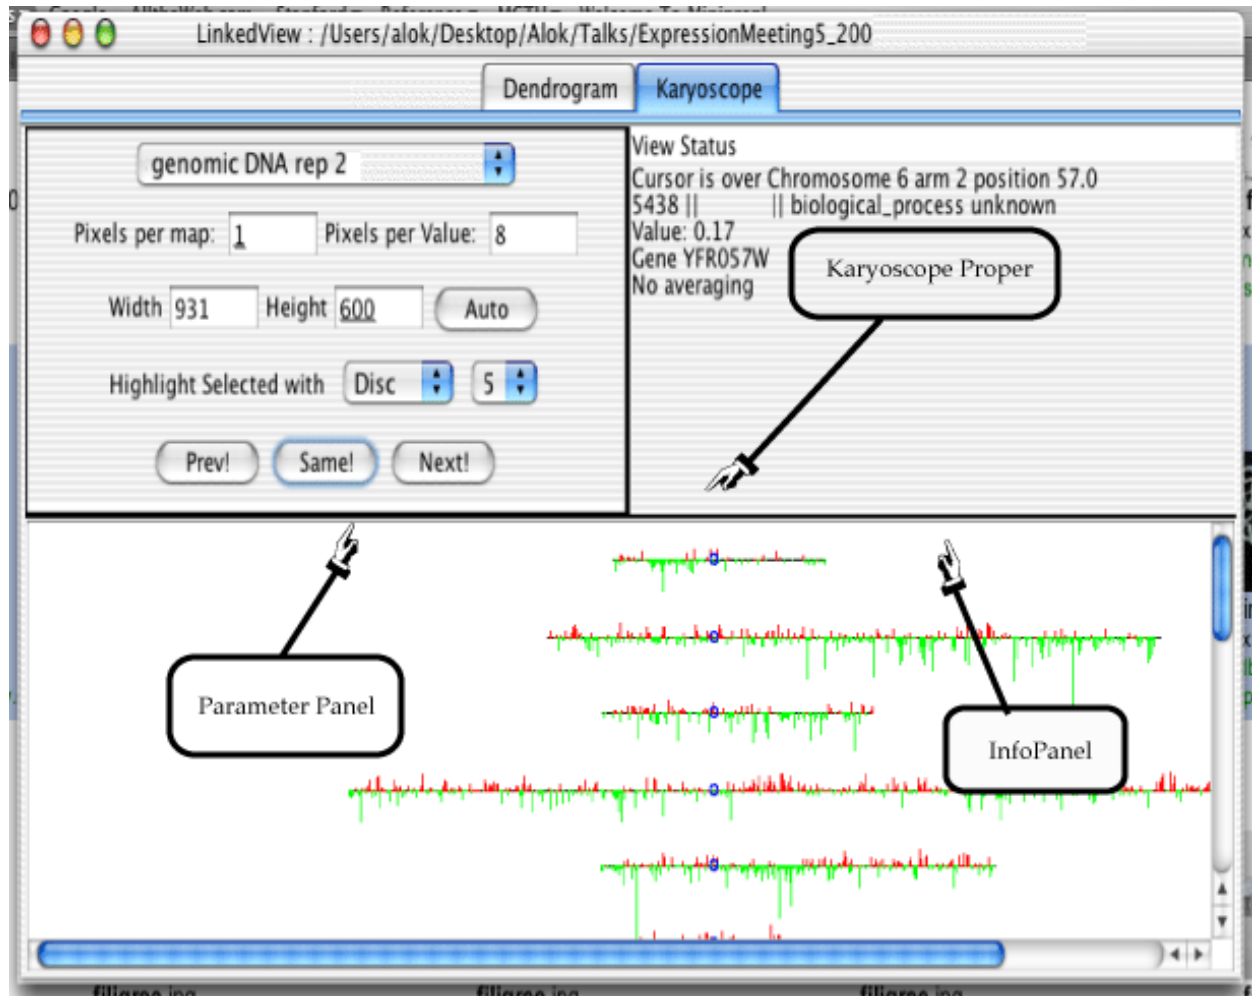 LinkedView : /Users/alok/Desktop/Alok/Talks/ExpressionMeeting5_200
Dendrogram
Karyoscope
genomic DNA rep 2
Pixels per map: 1 Pixels per Value: 8
Width 931 Height 600 Auto
Highlight Selected with Disc 5
Prev! Same! Next!
View Status
Cursor is over Chromosome 6 arm 2 position 57.0
5438 || || biological_process unknown
Value: 0.17
Gene YFR057W
No averaging
Karyoscope Proper
Parameter Panel
InfoPanel